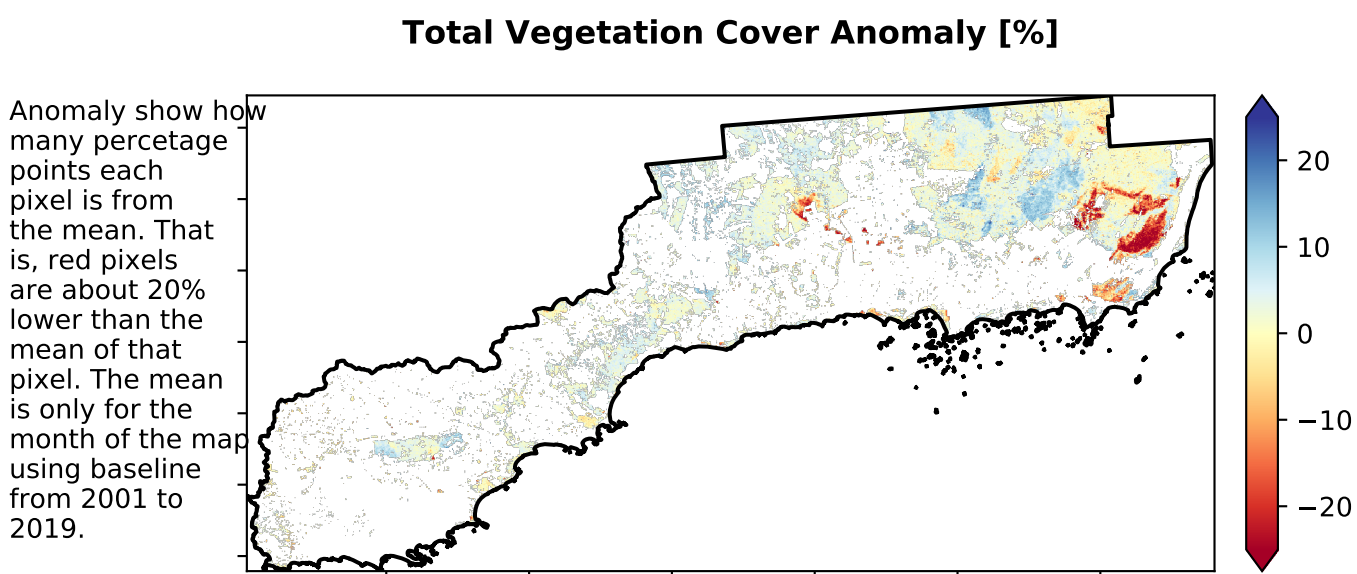 Total Vegetation Cover Anomaly [%]
Anomaly show how
many percetage
points each
pixel is from
the mean. That
is, red pixels
are about 20%
lower than the
mean of that
pixel. The mean
is only for the
month of the map
using baseline
from 2001 to
2019.
20
10
0
−10
−20